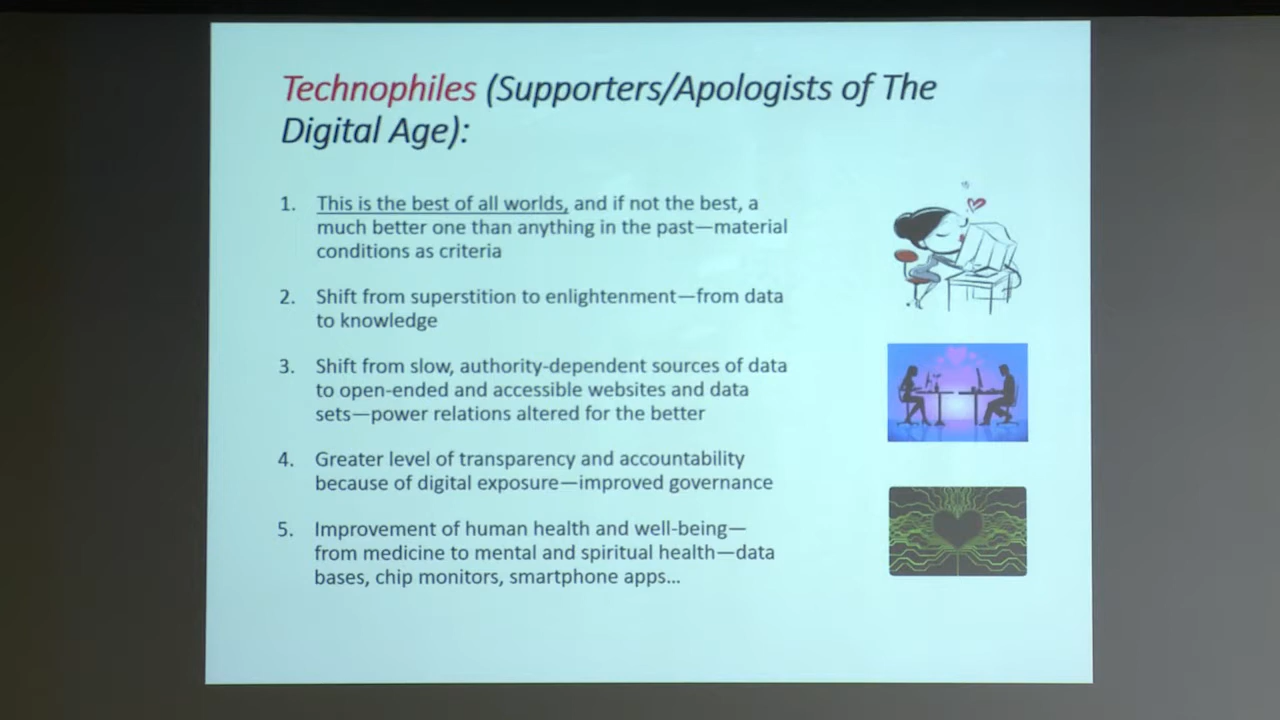 Technophiles (Supporters/Apologists of The
Digital Age):
1. This is the best of all worlds, and if not the best, a
much better one than anything in the past—material
conditions as criteria
2. Shift from superstition to enlightenment—from data
to knowledge
3. Shift from slow, authority-dependent sources of data
to open-ended and accessible websites and data
sets—power relations altered for the better
4. Greater level of transparency and accountability
because of digital exposure—improved governance
5. Improvement of human health and well-being—
from medicine to mental and spiritual health—data
bases, chip monitors, smartphone apps...